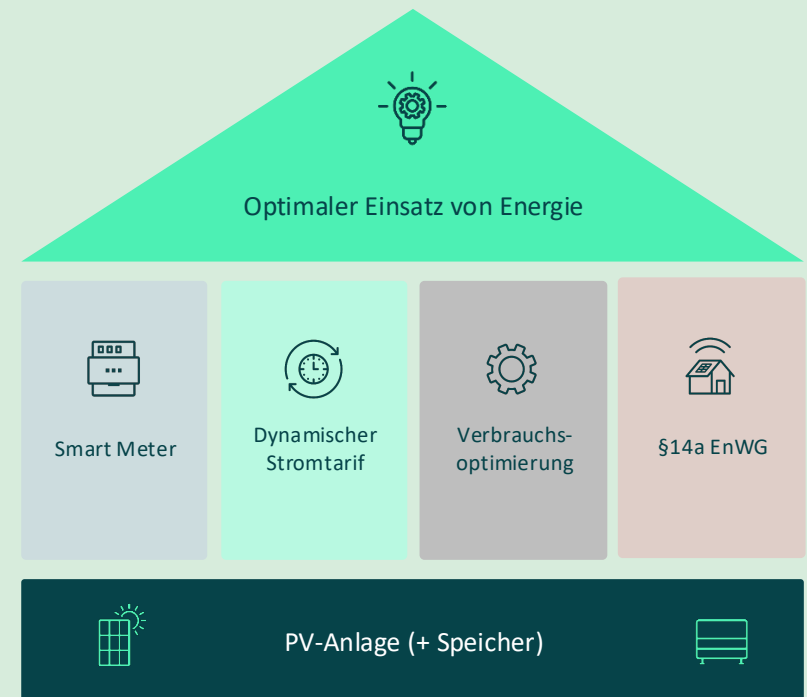 Optimaler Einsatz von Energie
Smart Meter
Dynamischer
Stromtarif
Verbrauchs-
optimierung
§14a EnWG
PV-Anlage (+ Speicher)